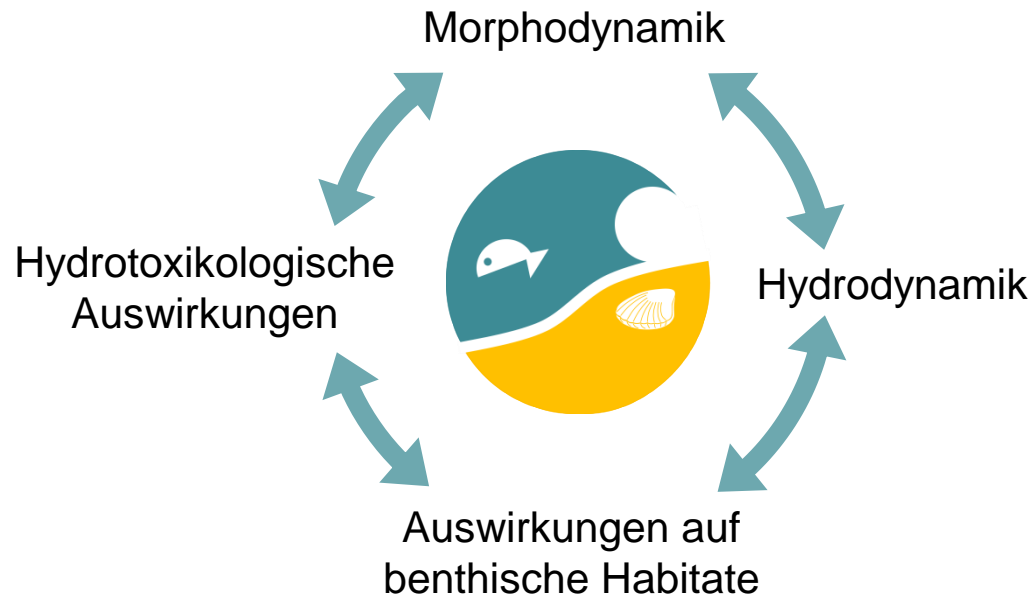 Morphodynamik
Hydrotoxikologische
Auswirkungen
Hydrodynamik
Auswirkungen auf
benthische Habitate